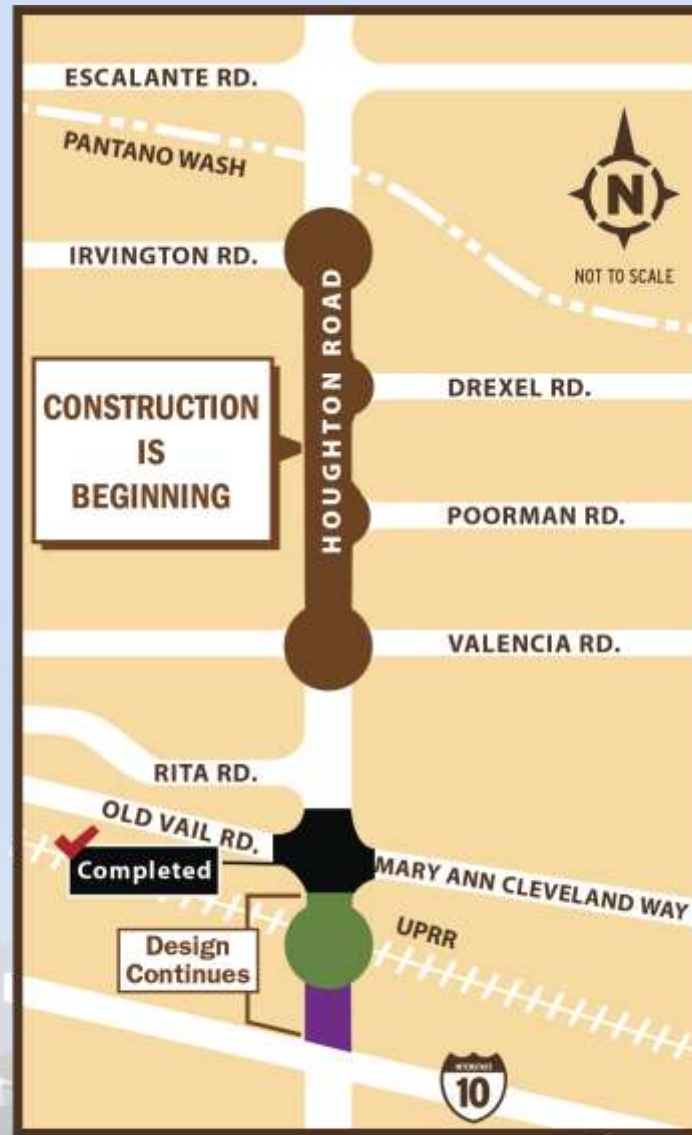 ESCALANTE RD.
PANTANO WASH
N
NOT TO SCALE
IRVINGTON RD.
HOUGHTON ROAD
DREXEL RD.
CONSTRUCTION
IS
BEGINNING
POORMAN RD.
VALENCIA RD.
RITA RD.
OLD VAIL RD.
Completed
MARY ANN CLEVELAND WAY
UPRR
Design
Continues
INTERSTATE
10